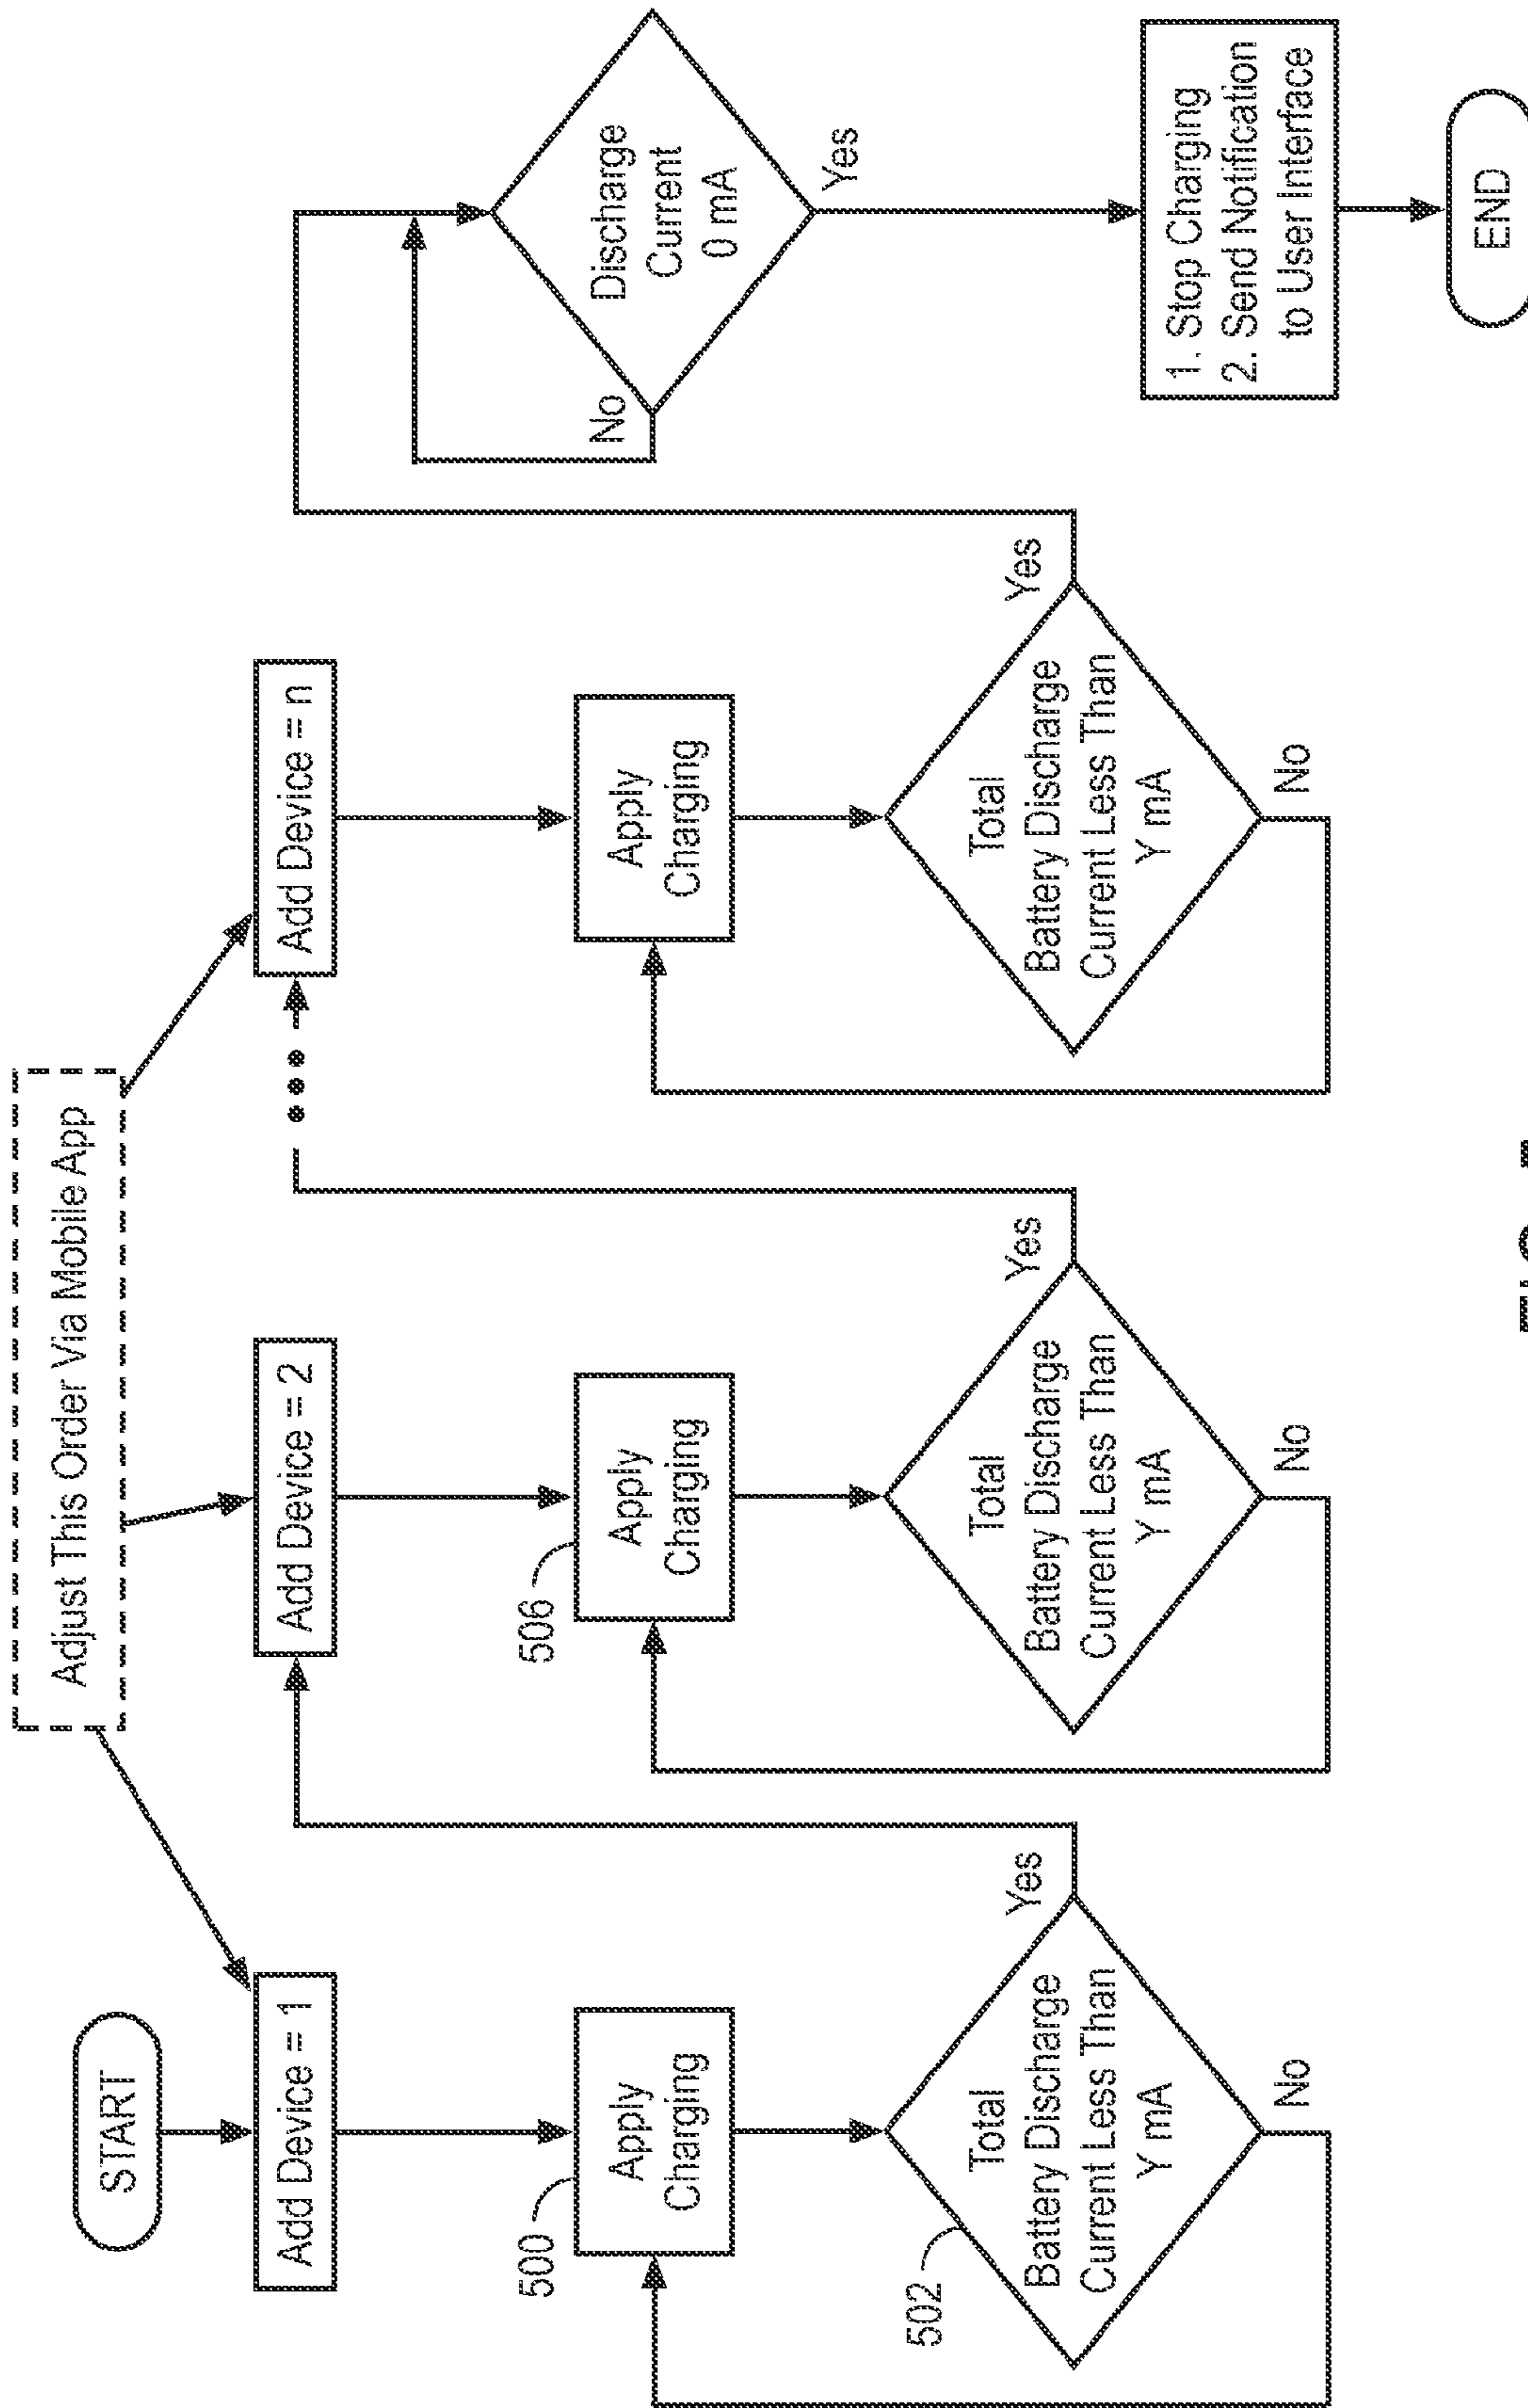 Adjust This Order Via Mobile App
START
Add Device = 1
500
Apply
Charging
502
Total
Battery Discharge
Current Less Than
Y mA
Yes
No
Add Device = 2
506
Apply
Charging
Total
Battery Discharge
Current Less Than
Y mA
Yes
No
Add Device = n
Apply
Charging
Total
Battery Discharge
Current Less Than
Y mA
Yes
No
Discharge
Current
0 mA
No
Yes
1. Stop Charging
2. Send Notification
to User Interface
END